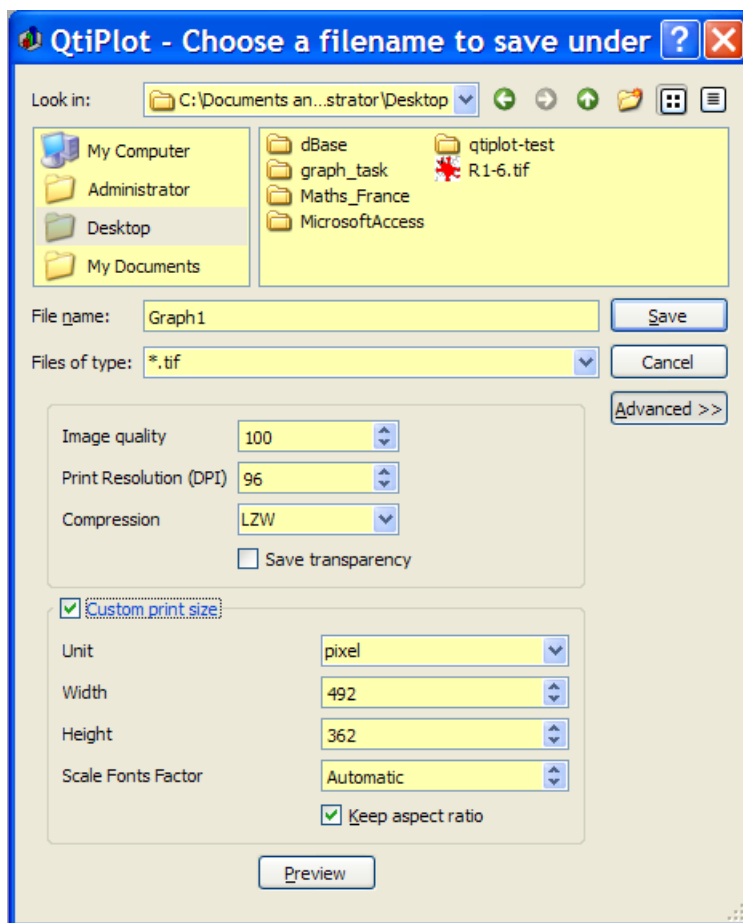 QtiPlot - Choose a filename to save under
Look in: C:\Documents an...strator\Desktop
My Computer
Administrator
Desktop
My Documents
dBase
graph_task
Maths_France
MicrosoftAccess
qtiplot-test
R1-6.tif
File name: Graph1 Save
Files of type: *.tif Cancel
Advanced >>
Image quality 100
Print Resolution (DPI) 96
Compression LZW
Save transparency
Custom print size
Unit pixel
Width 492
Height 362
Scale Fonts Factor Automatic
Keep aspect ratio
Preview